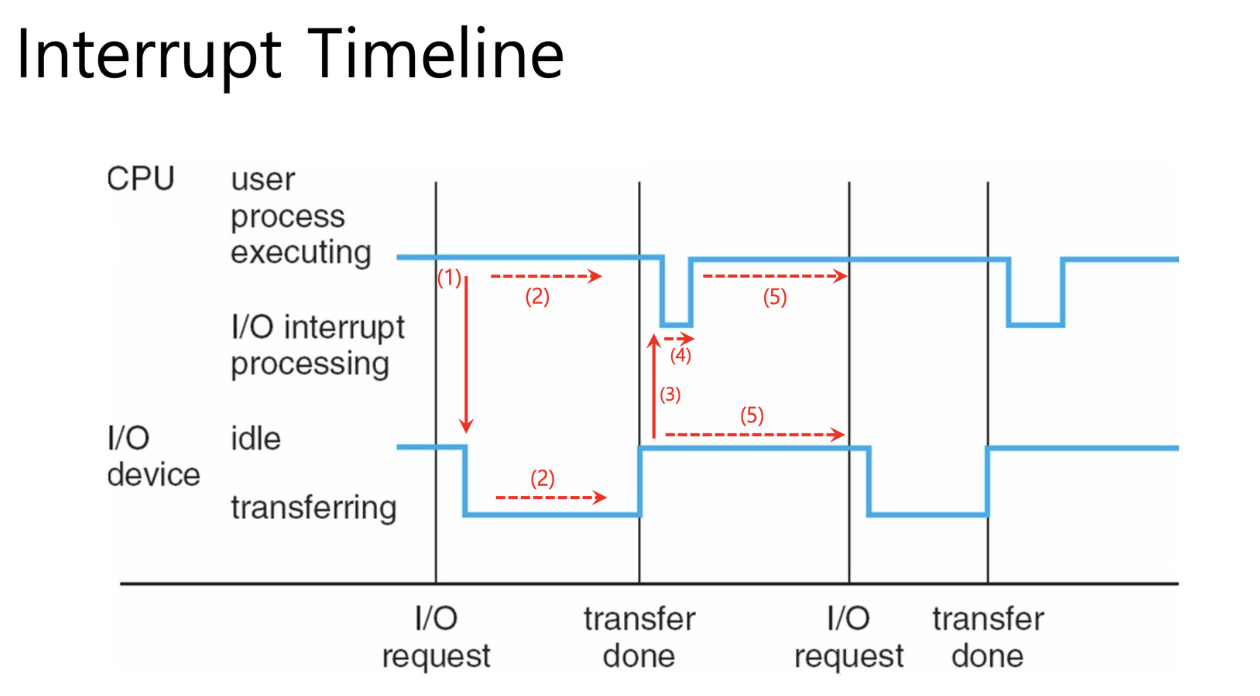 Interrupt Timeline
CPU
user
process
executing
(1)
(2)
(5)
I/O interrupt
processing
(4)
(3)
(5)
I/O
device
idle
(2)
transferring
I/O
request
transfer
done
I/O
request
transfer
done